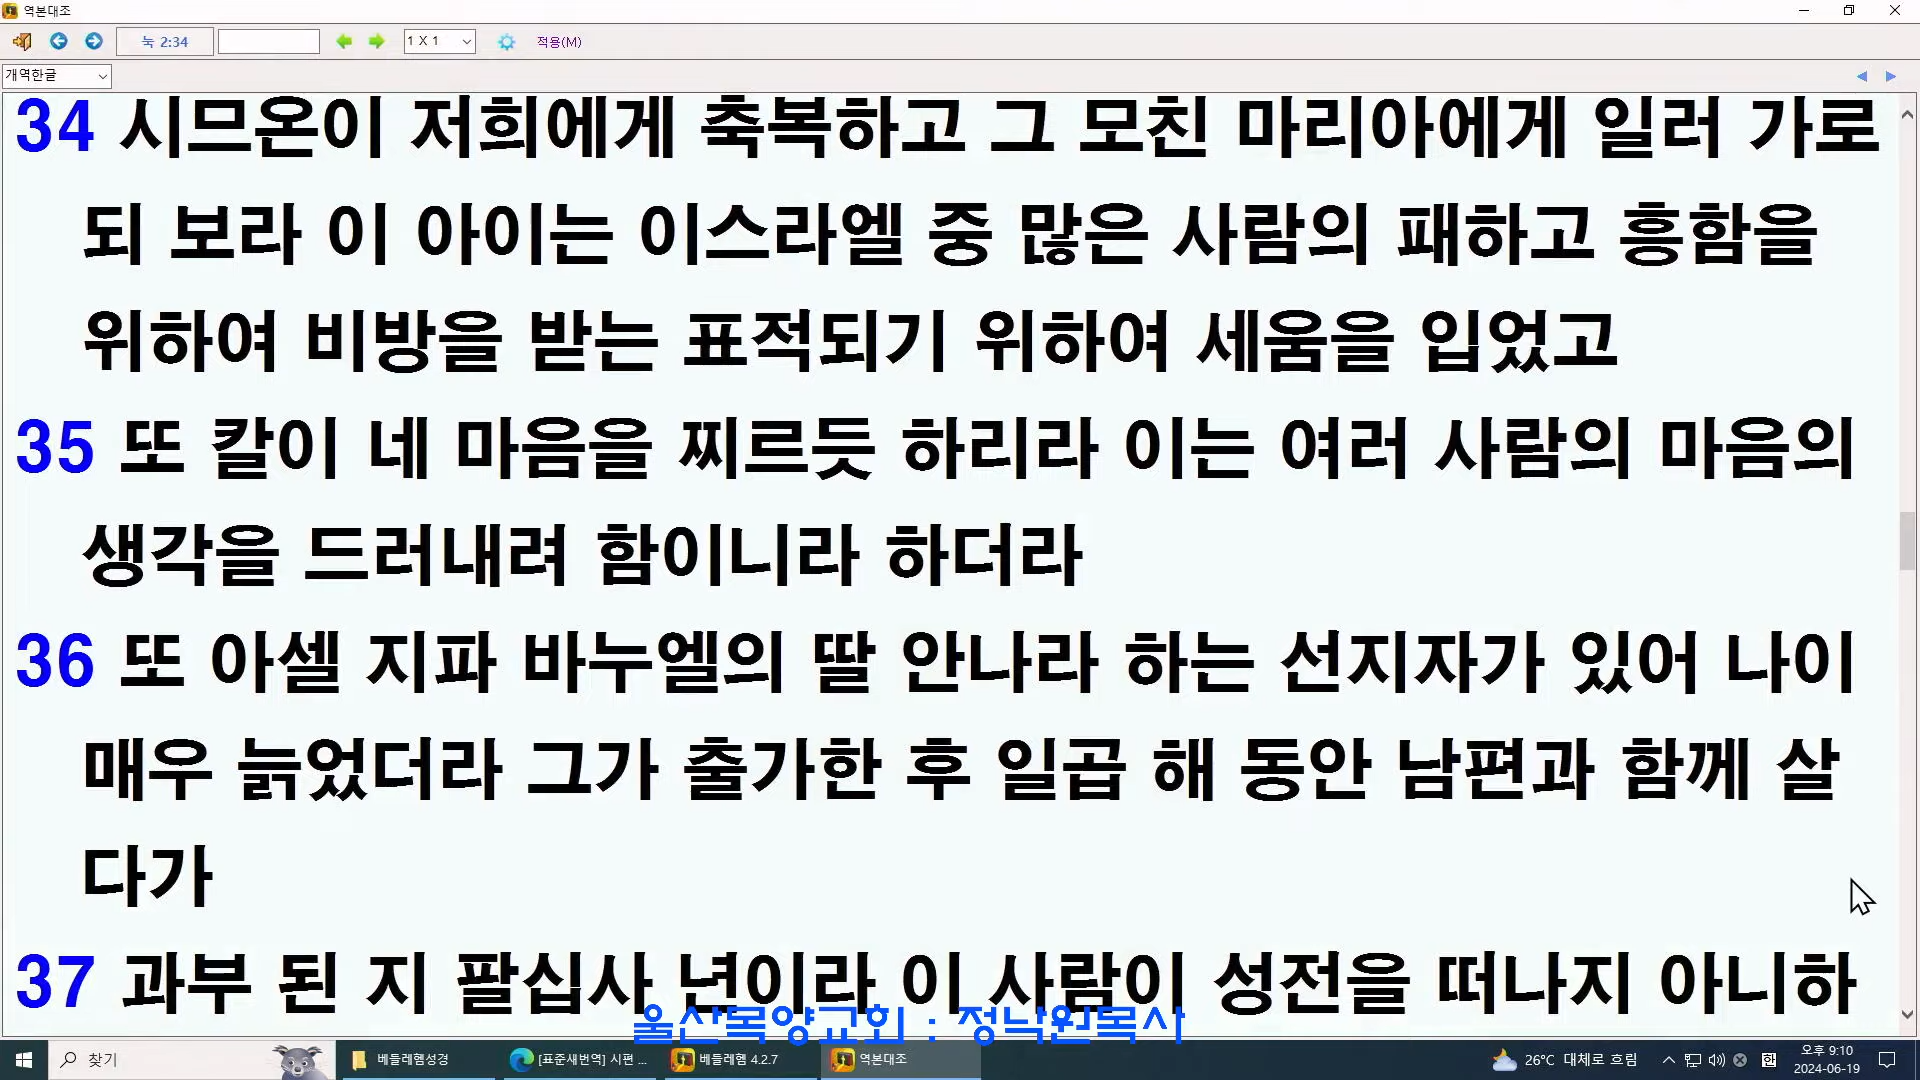 역본대조
눅 2:34
1 X 1
적용(M)
개역한글
34 시므온이 저희에게 축복하고 그 모친 마리아에게 일러 가로
되 보라 이 아이는 이스라엘 중 많은 사람의 패하고 흥함을
위하여 비방을 받는 표적되기 위하여 세움을 입었고
35 또 칼이 네 마음을 찌르듯 하리라 이는 여러 사람의 마음의
생각을 드러내려 함이니라 하더라
36 또 아셀 지파 바누엘의 딸 안나라 하는 선지자가 있어 나이
매우 늙었더라 그가 출가한 후 일곱 해 동안 남편과 함께 살
다가
37 과부 된 지 팔십사 년이라 이 사람이 성전을 떠나지 아니하
울산목양교회 : 정낙원목사
찾기
베들레헴성경
[표준새번역] 시편 ...
베들레헴 4.2.7
역본대조
26°C 대체로 흐림
한
오후 9:10
2024-06-19